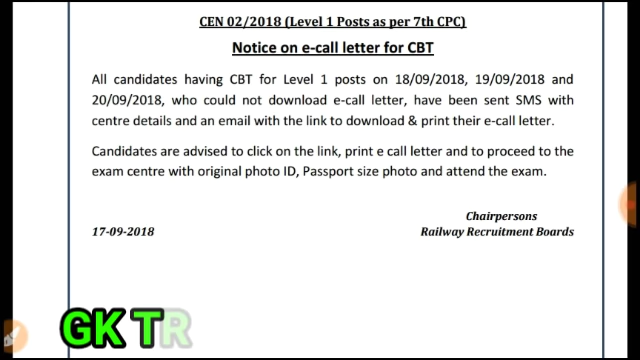 CEN 02/2018 (Level 1 Posts as per 7th CPC)
Notice on e-call letter for CBT
All candidates having CBT for Level 1 posts on 18/09/2018, 19/09/2018 and
20/09/2018, who could not download e-call letter, have been sent SMS with
centre details and an email with the link to download & print their e-call letter.
Candidates are advised to click on the link, print e call letter and to proceed to the
exam centre with original photo ID, Passport size photo and attend the exam.
Chairpersons
17-09-2018 Railway Recruitment Boards
GK TR